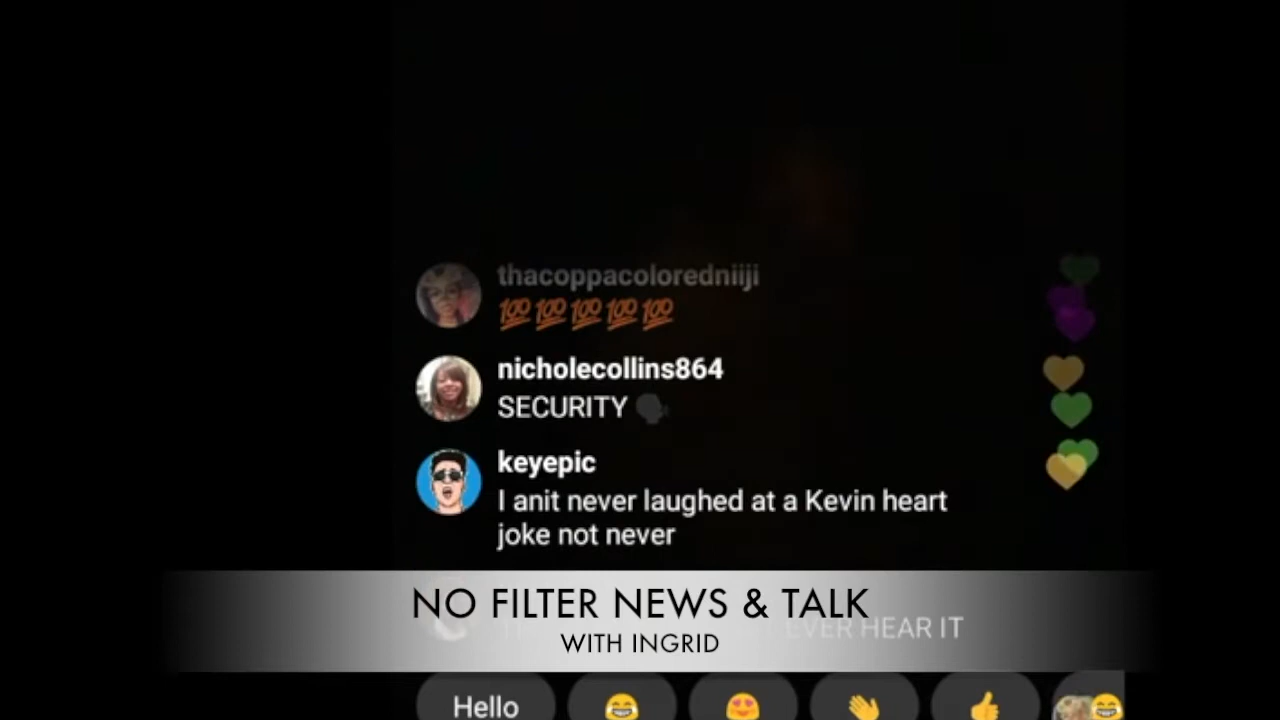 thacoppacoloredniiji
💯💯💯💯💯
nicholecollins864
SECURITY 🗣
keyepic
I anit never laughed at a Kevin heart
joke not never
NO FILTER NEWS & TALK
EVER HEAR IT
WITH INGRID
Hello 😂 😍 👏 👍 😂